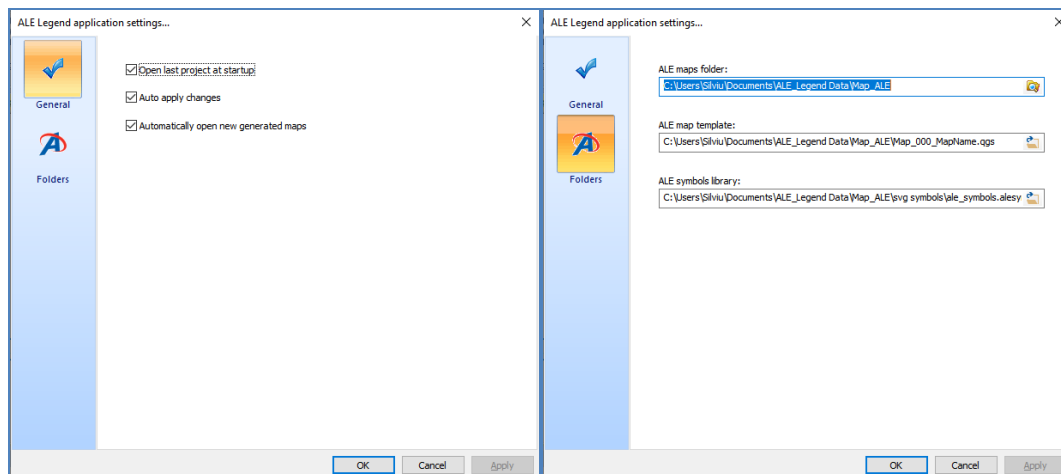 ALE Legend application settings...
General
Folders
Open last project at startup
Auto apply changes
Automatically open new generated maps
OK Cancel Apply
ALE Legend application settings...
General
Folders
ALE maps folder:
C:\Users\Silviu\Documents\ALE_Legend Data\Map_ALE
ALE map template:
C:\Users\Silviu\Documents\ALE_Legend Data\Map_ALE\Map_000_MapName.qgs
ALE symbols library:
C:\Users\Silviu\Documents\ALE_Legend Data\Map_ALE\svg symbols\ale_symbols.alesy
OK Cancel Apply